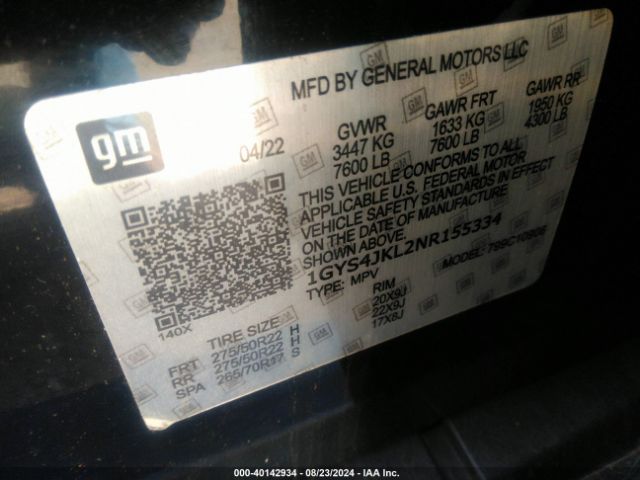 MFD BY GENERAL MOTORS LLC
gm
04/22
GVWR
3447 KG
7600 LB
GAWR FRT
1633 KG
7600 LB
GAWR RR
1950 KG
4300 LB
THIS VEHICLE CONFORMS TO ALL
APPLICABLE U.S. FEDERAL MOTOR
VEHICLE SAFETY STANDARDS IN EFFECT
ON THE DATE OF MANUFACTURE
SHOWN ABOVE.
1GYS4JKL2NR155334
TYPE: MPV
MODEL:
140X
TIRE SIZE
RIM
FRT 275/50R22 H 20X9J
RR 275/50R22 H 22X9J
SPA 265/70R17 S 17X8J
000-40142934 - 08/23/2024 - IAA Inc.